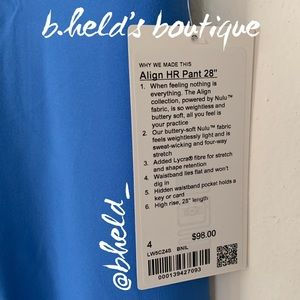 b.held's boutique
WHY WE MADE THIS
Align HR Pant 28"
1. When feeling nothing is
everything. The Align
collection, powered by Nulu™
fabric, is so weightless and
buttery soft, all you feel is
your practice
2. Our buttery-soft Nulu™ fabric
feels weightlessly light and is
sweat-wicking and four-way
stretch
3. Added Lycra® fibre for stretch
and shape retention
4. Waistband lies flat and won't
dig in
5. Hidden waistband pocket holds a
key or card
6. High rise, 28" length
4 $98.00
LW5CZ4S BNIL
000139427093
@bheld_